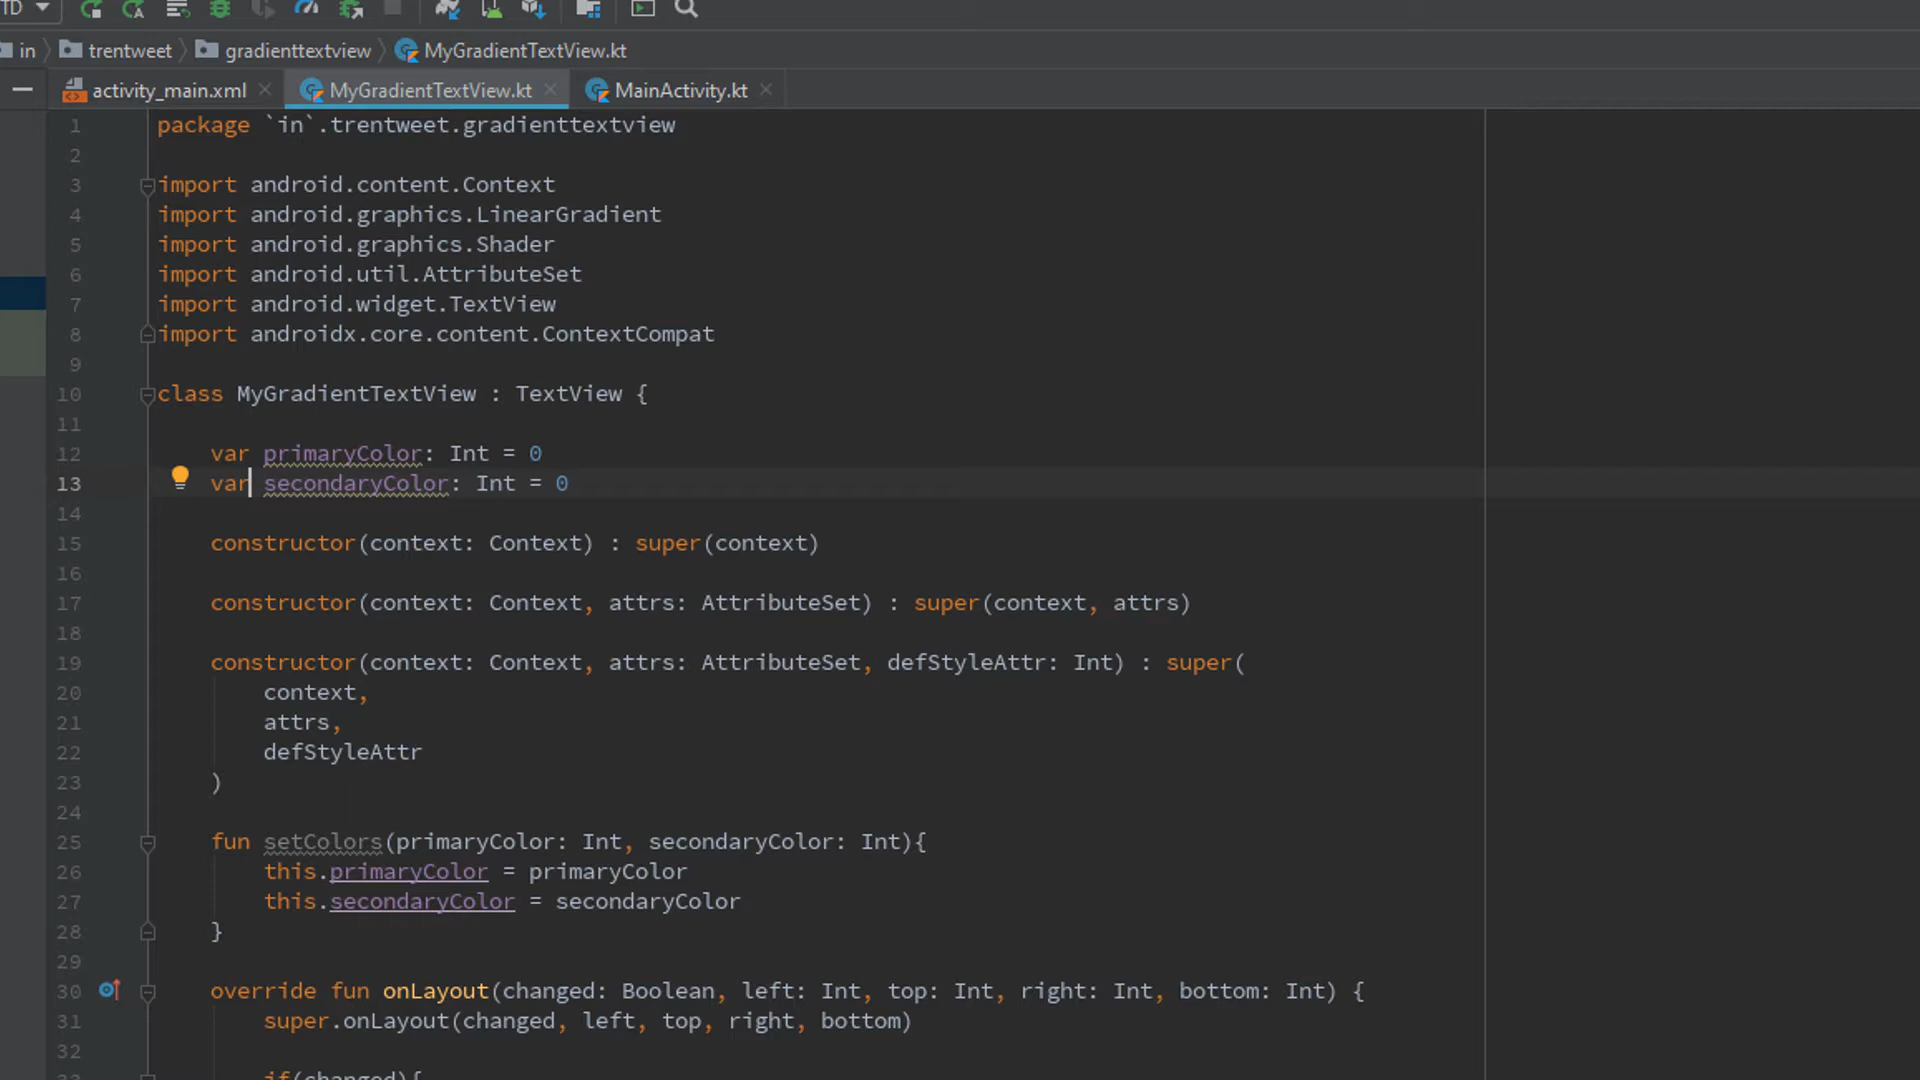 TD
in trentweet gradienttextview MyGradientTextView.kt
activity_main.xml MyGradientTextView.kt MainActivity.kt
1 package `in`.trentweet.gradienttextview
2
3 import android.content.Context
4 import android.graphics.LinearGradient
5 import android.graphics.Shader
6 import android.util.AttributeSet
7 import android.widget.TextView
8 import androidx.core.content.ContextCompat
9
10 class MyGradientTextView : TextView {
11
12 var primaryColor: Int = 0
13 var secondaryColor: Int = 0
14
15 constructor(context: Context) : super(context)
16
17 constructor(context: Context, attrs: AttributeSet) : super(context, attrs)
18
19 constructor(context: Context, attrs: AttributeSet, defStyleAttr: Int) : super(
20 context,
21 attrs,
22 defStyleAttr
23 )
24
25 fun setColors(primaryColor: Int, secondaryColor: Int){
26 this.primaryColor = primaryColor
27 this.secondaryColor = secondaryColor
28 }
29
30 override fun onLayout(changed: Boolean, left: Int, top: Int, right: Int, bottom: Int) {
31 super.onLayout(changed, left, top, right, bottom)
32
33 if(changed){